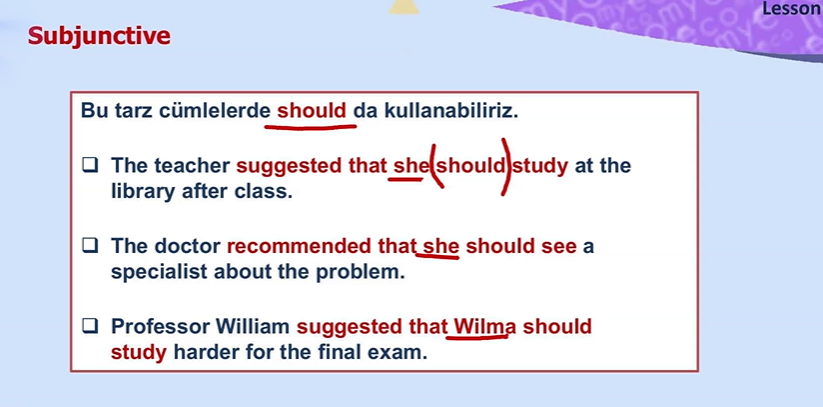 Lesson
Subjunctive
Bu tarz cümlelerde should da kullanabiliriz.
The teacher suggested that she (should) study at the
library after class.
The doctor recommended that she should see a
specialist about the problem.
Professor William suggested that Wilma should
study harder for the final exam.